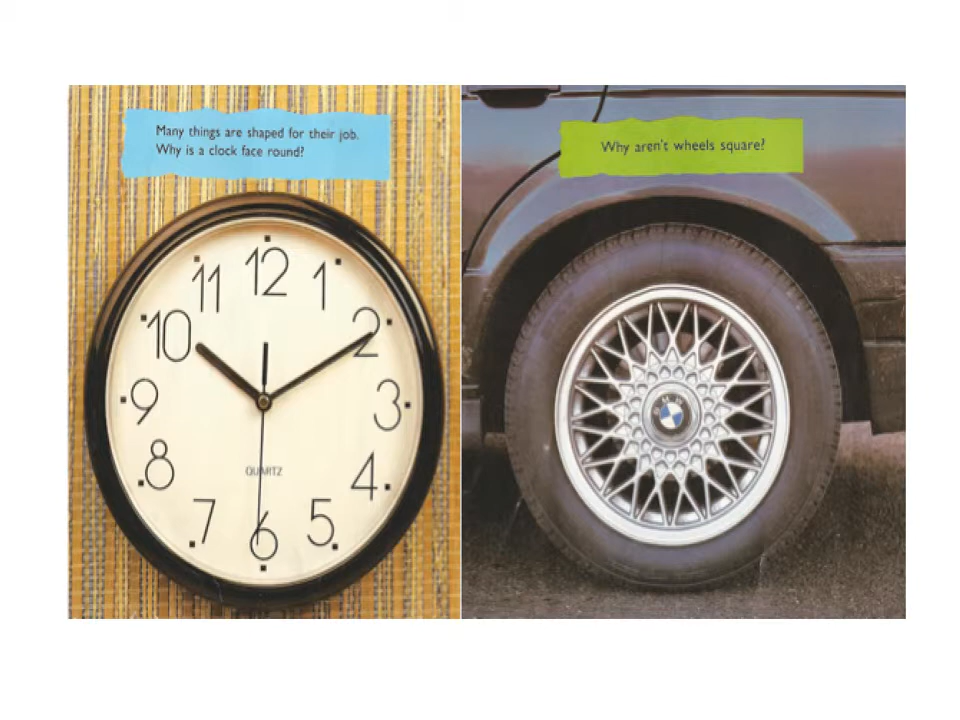 Many things are shaped for their job.
Why is a clock face round?
12
11
1
10
2
9
3
8
4
QUARTZ
7
5
6
Why aren't wheels square?
BMW